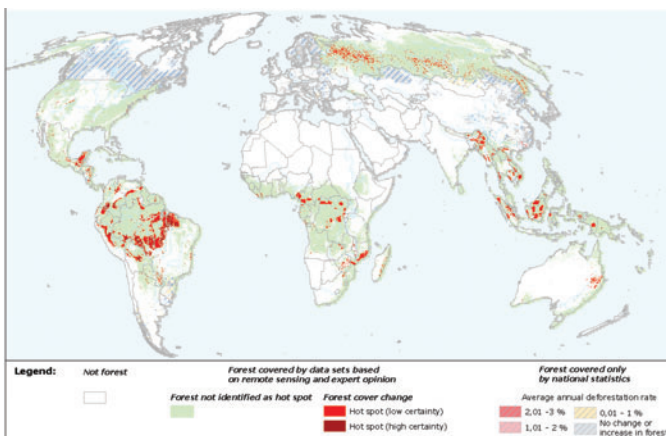 Legend:
Not forest
Forest covered by data sets based
on remote sensing and expert opinion
Forest not identified as hot spot
Forest cover change
Hot spot (low certainty)
Hot spot (high certainty)
Forest covered only
by national statistics
Average annual deforestation rate
2,01 -3 %
1,01 - 2 %
0,01 - 1 %
No change or
increase in forest